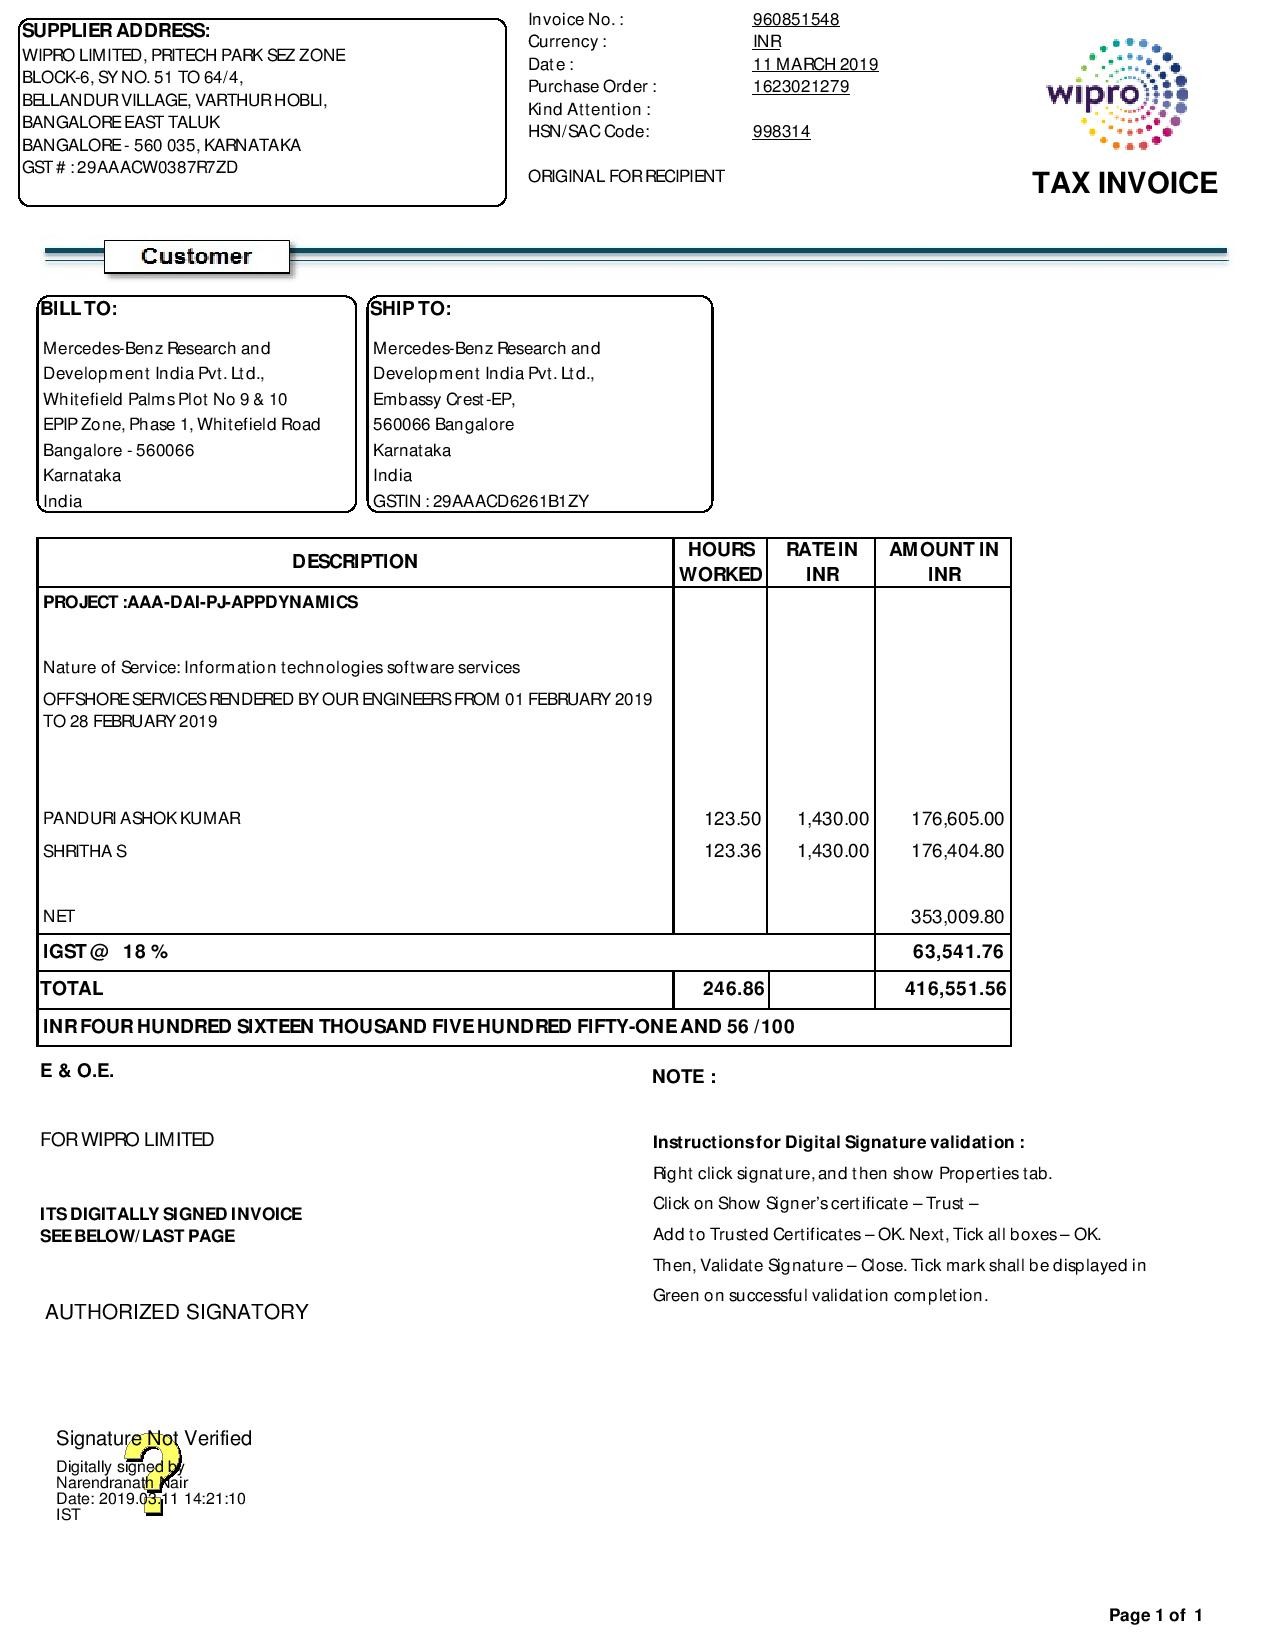 SUPPLIER ADDRESS:
WIPRO LIMITED, PRITECH PARK SEZ ZONE
BLOCK-6, SY NO. 51 TO 64/4,
BELLANDUR VILLAGE, VARTHUR HOBLI,
BANGALORE EAST TALUK
BANGALORE - 560 035, KARNATAKA
GST # : 29AAACW0387R7ZD
Invoice No. : 960851548
Currency : INR
Date : 11 MARCH 2019
Purchase Order : 1623021279
Kind Attention :
HSN/SAC Code: 998314
ORIGINAL FOR RECIPIENT
wipro
TAX INVOICE
Customer
BILL TO:
Mercedes-Benz Research and
Development India Pvt. Ltd.,
Whitefield Palms Plot No 9 & 10
EPIP Zone, Phase 1, Whitefield Road
Bangalore - 560066
Karnataka
India
SHIP TO:
Mercedes-Benz Research and
Development India Pvt. Ltd.,
Embassy Crest-EP,
560066 Bangalore
Karnataka
India
GSTIN : 29AAACD6261B1ZY
DESCRIPTION HOURS WORKED RATE IN INR AMOUNT IN INR
PROJECT :AAA-DAI-PJ-APPDYNAMICS
Nature of Service: Information technologies software services
OFFSHORE SERVICES RENDERED BY OUR ENGINEERS FROM 01 FEBRUARY 2019
TO 28 FEBRUARY 2019
PANDURI ASHOK KUMAR 123.50 1,430.00 176,605.00
SHRITHA S 123.36 1,430.00 176,404.80
NET 353,009.80
IGST @ 18 % 63,541.76
TOTAL 246.86 416,551.56
INR FOUR HUNDRED SIXTEEN THOUSAND FIVE HUNDRED FIFTY-ONE AND 56 /100
E & O.E.
FOR WIPRO LIMITED
ITS DIGITALLY SIGNED INVOICE
SEE BELOW/ LAST PAGE
AUTHORIZED SIGNATORY
NOTE :
Instructions for Digital Signature validation :
Right click signature, and then show Properties tab.
Click on Show Signer's certificate – Trust –
Add to Trusted Certificates – OK. Next, Tick all boxes – OK.
Then, Validate Signature – Close. Tick mark shall be displayed in
Green on successful validation completion.
Signature Not Verified
Digitally signed by
Narendranath Nair
Date: 2019.03.11 14:21:10
IST
?
Page 1 of 1